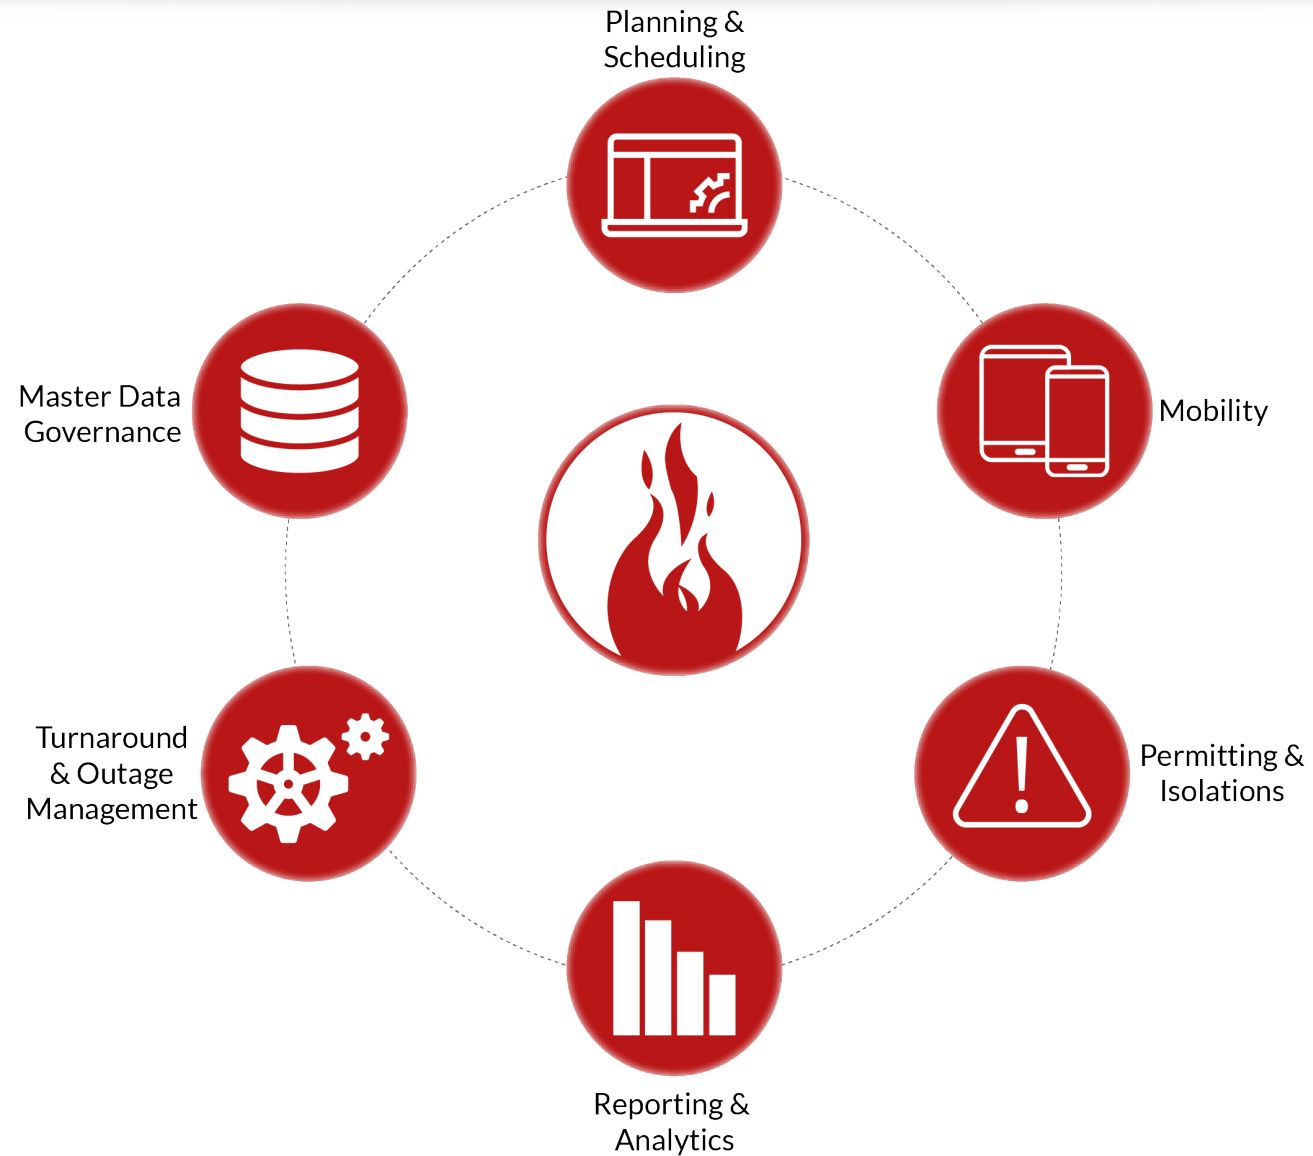 Planning &
Scheduling
Mobility
Permitting &
Isolations
Reporting &
Analytics
Turnaround
& Outage
Management
Master Data
Governance